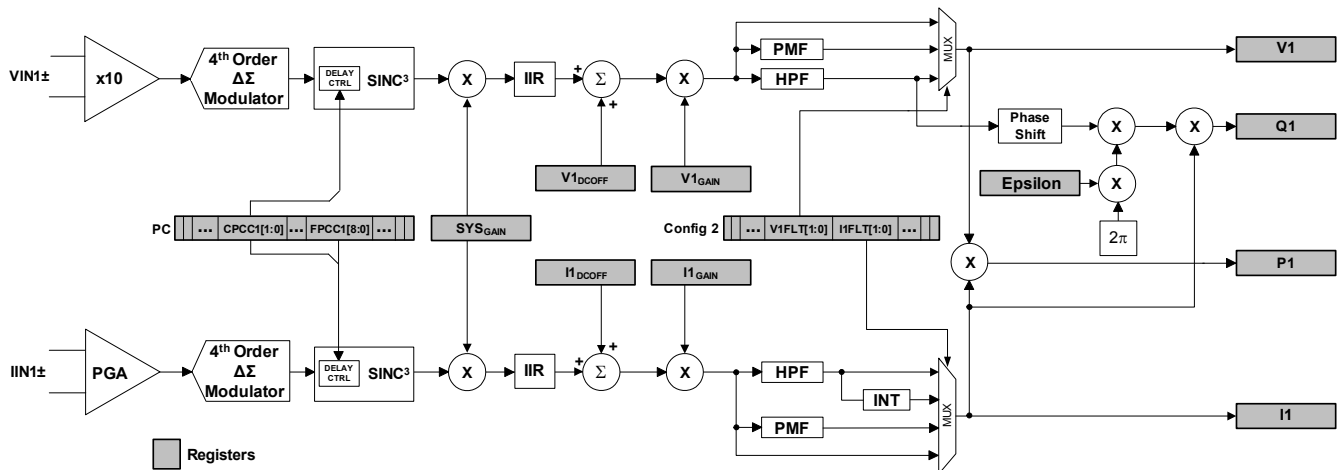 VIN1±
x10
4th Order
ΔΣ
Modulator
DELAY
CTRL
SINC³
X
IIR
+
Σ
+
X
PMF
HPF
MUX
V1
Phase
Shift
X
X
Q1
V1DCOFF
V1GAIN
Epsilon
X
2π
PC
... CPCC1[1:0] ... FPCC1[8:0] ...
SYSGAIN
Config 2
... V1FLT[1:0] I1FLT[1:0] ...
I1DCOFF
I1GAIN
X
P1
IIN1±
PGA
4th Order
ΔΣ
Modulator
DELAY
CTRL
SINC³
X
IIR
+
+
Σ
X
HPF
INT
PMF
MUX
I1
Registers